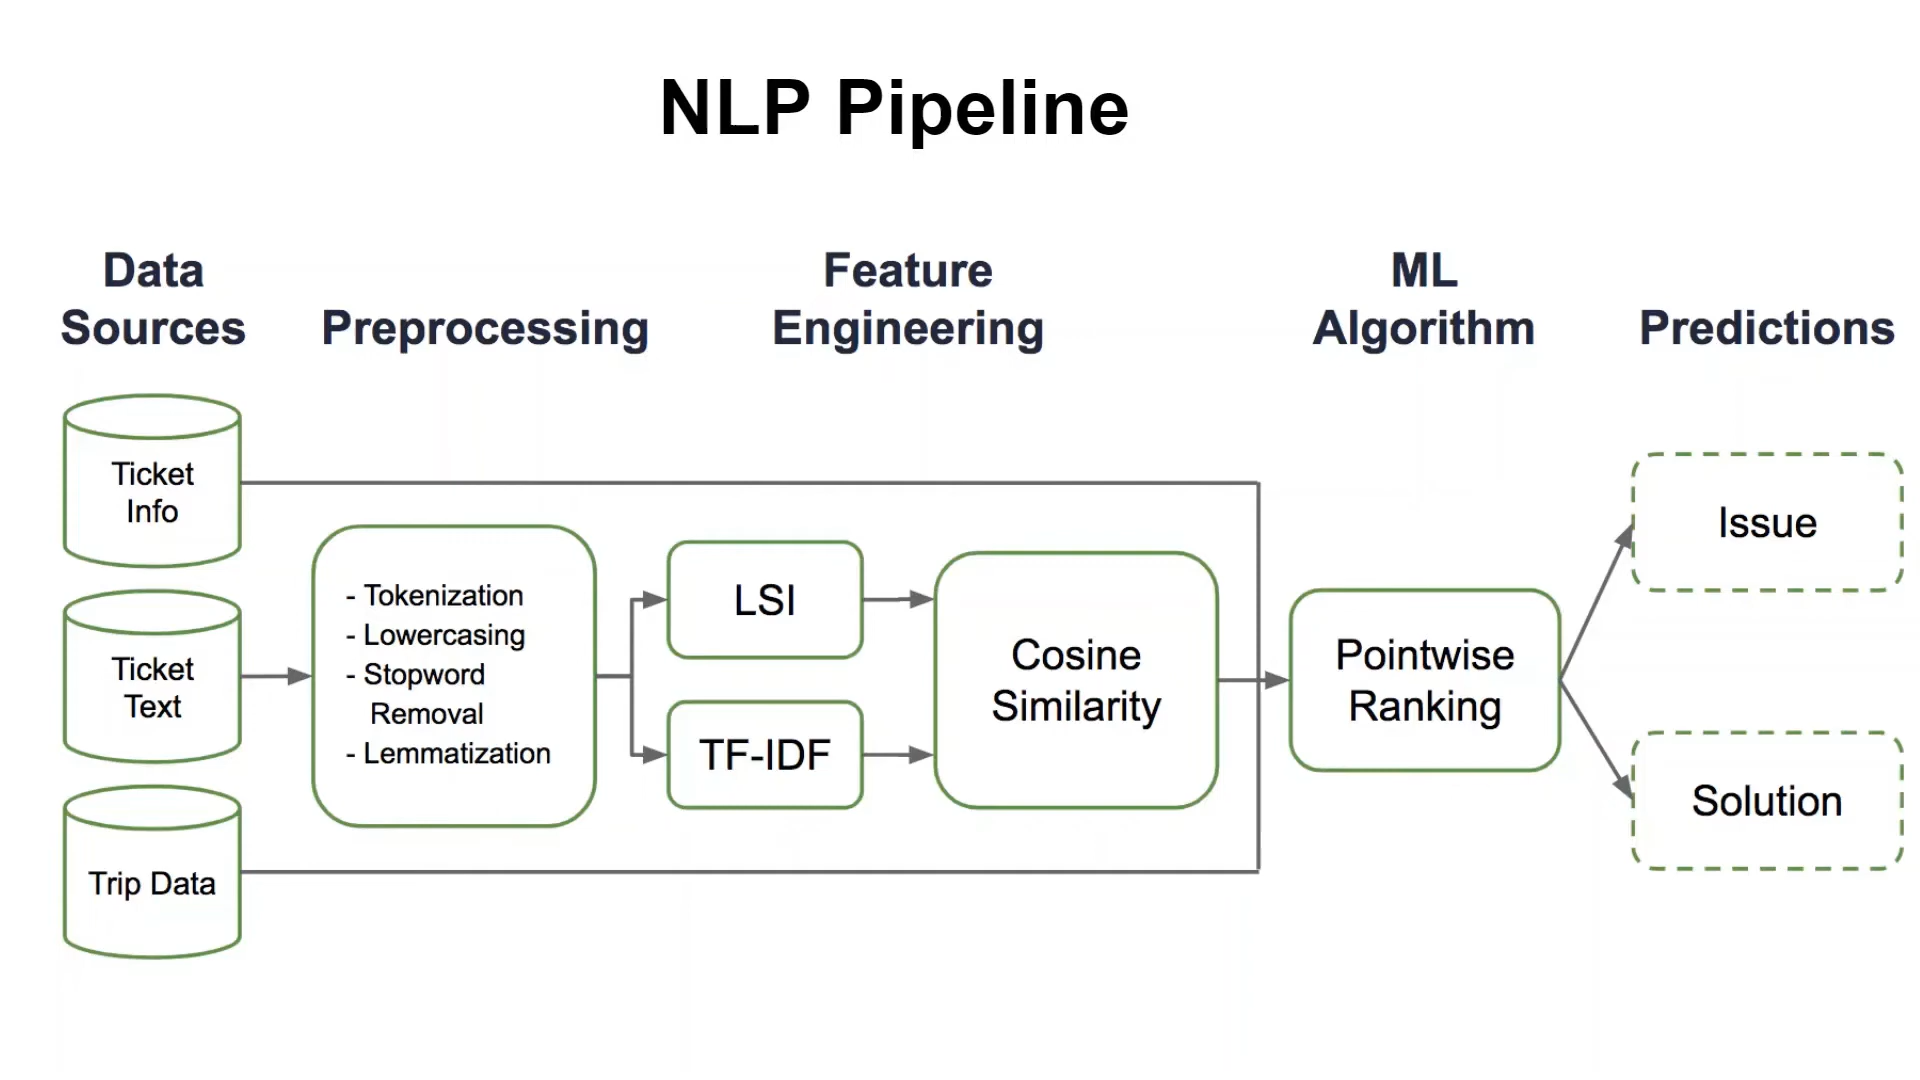 NLP Pipeline
Data
Sources
Preprocessing
Feature
Engineering
ML
Algorithm
Predictions
Ticket
Info
Ticket
Text
Trip Data
- Tokenization
- Lowercasing
- Stopword
Removal
- Lemmatization
LSI
TF-IDF
Cosine
Similarity
Pointwise
Ranking
Issue
Solution